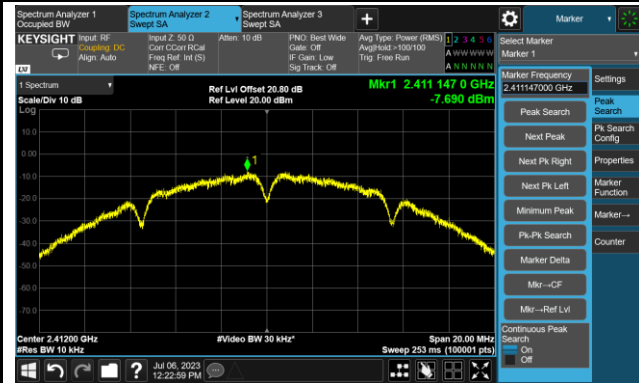 Spectrum Analyzer 1
Occupied BW
Spectrum Analyzer 2
Swept SA
Spectrum Analyzer 3
Swept SA
+
Marker
KEYSIGHT
LXI
Input: RF
Coupling: DC
Align: Auto
Input Z: 50 Ω
Corr CCorr RCal
Freq Ref: Int (S)
NFE: Off
Atten: 10 dB
PNO: Best Wide
Gate: Off
IF Gain: Low
Sig Track: Off
Avg Type: Power (RMS)
Avg|Hold >100/100
Trig: Free Run
1 2 3 4 5 6
A W W W W W
A N N N N N
Select Marker
Marker 1
1 Spectrum
Scale/Div 10 dB
Log
Ref Lvl Offset 20.80 dB
Ref Level 20.00 dBm
Mkr1 2.411 147 0 GHz
-7.690 dBm
10.0
0.00
-10.0
-20.0
-30.0
-40.0
-50.0
-60.0
-70.0
1
Center 2.41200 GHz
#Res BW 10 kHz
#Video BW 30 kHz*
Span 20.00 MHz
Sweep 253 ms (100001 pts)
Marker Frequency
2.411147000 GHz
Peak Search
Next Peak
Next Pk Right
Next Pk Left
Minimum Peak
Pk-Pk Search
Marker Delta
Mkr→CF
Mkr→Ref Lvl
Continuous Peak
Search
On
Off
Settings
Peak
Search
Pk Search
Config
Properties
Marker
Function
Marker→
Counter
?
Jul 06, 2023
12:22:59 PM